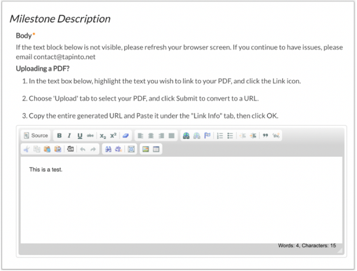 Milestone Description
Body*
If the text block below is not visible, please refresh your browser screen. If you continue to have issues, please
email contact@tapinto.net
Uploading a PDF?
1. In the text box below, highlight the text you wish to link to your PDF, and click the Link icon.
2. Choose 'Upload' tab to select your PDF, and click Submit to convert to a URL.
3. Copy the entire generated URL and Paste it under the "Link Info" tab, then click OK.
Source B I U abc x₂ x²
This is a test.
Words: 4, Characters: 15